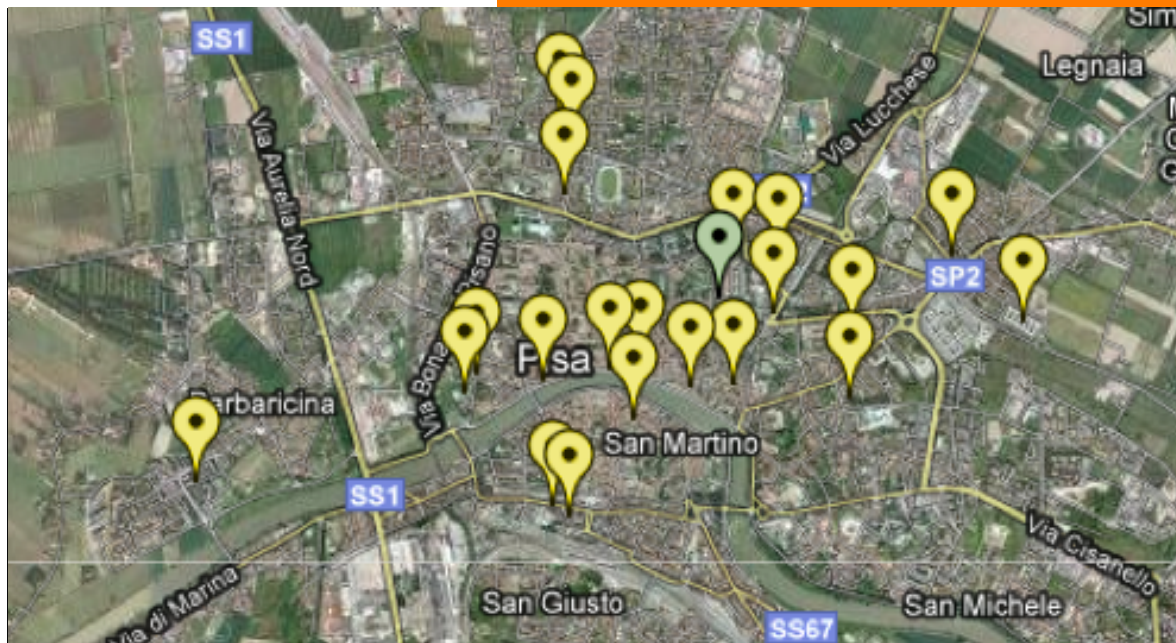 SS1
Legnaia
Via Lucchese
Via Aurelia Nord
SP2
Pisa
Barbaricina
San Martino
SS1
Via Cisanello
Via di Marina
San Giusto
San Michele
SS67